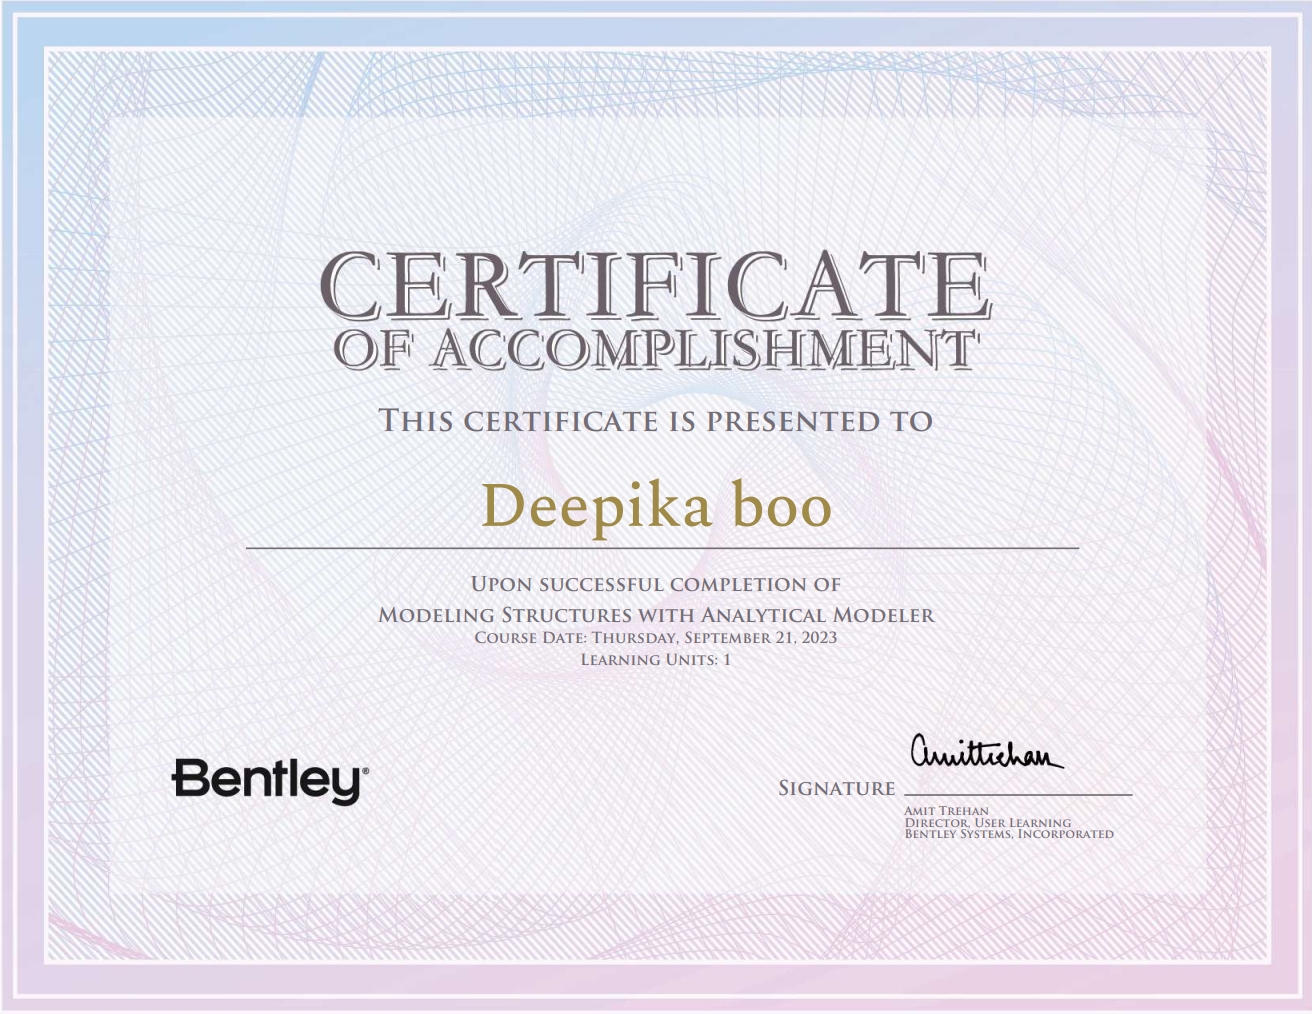 CERTIFICATE
OF ACCOMPLISHMENT
THIS CERTIFICATE IS PRESENTED TO
Deepika boo
UPON SUCCESSFUL COMPLETION OF
MODELING STRUCTURES WITH ANALYTICAL MODELER
COURSE DATE: THURSDAY, SEPTEMBER 21, 2023
LEARNING UNITS: 1
Bentley®
Amit Trehan
SIGNATURE
AMIT TREHAN
DIRECTOR, USER LEARNING
BENTLEY SYSTEMS, INCORPORATED